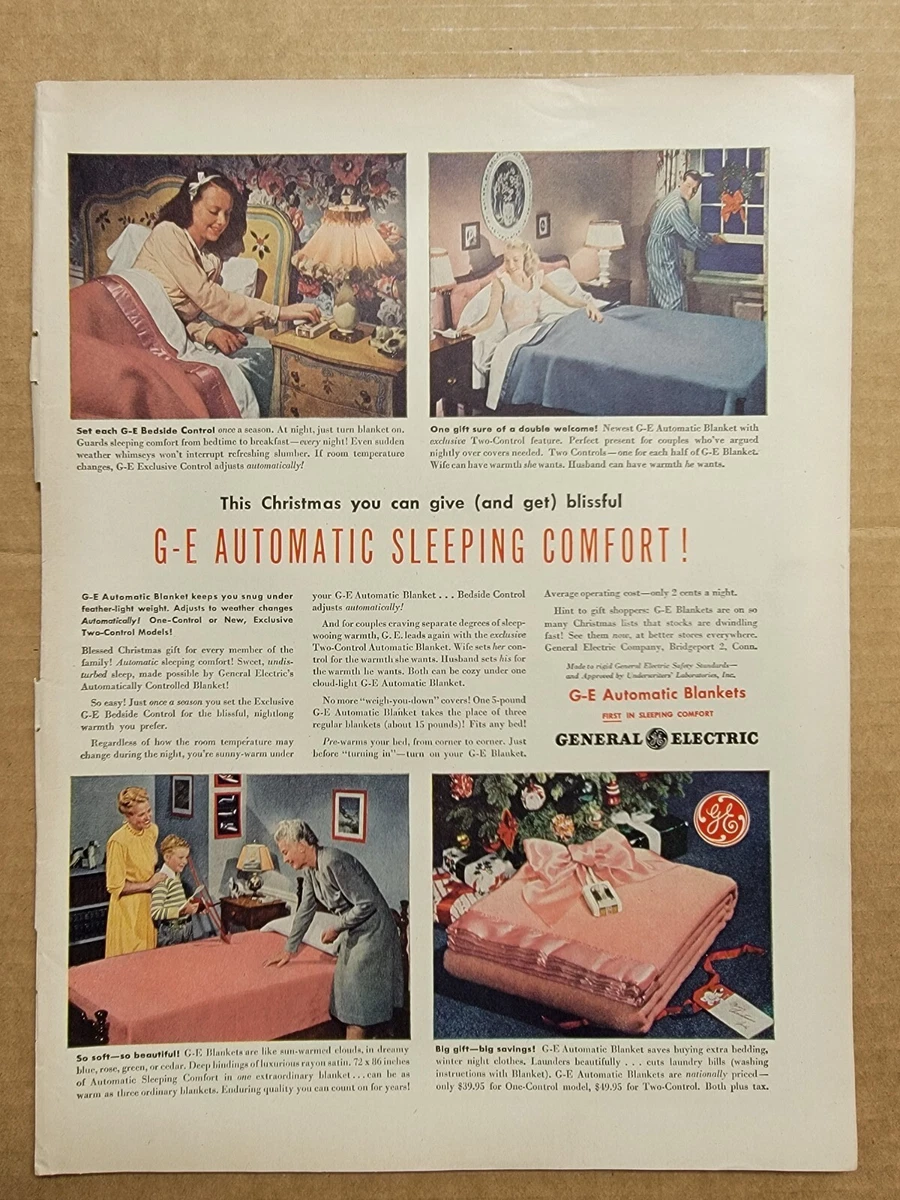 Set each G-E Bedside Control once a season. At night, just turn blanket on.
Guards sleeping comfort from bedtime to breakfast—every night! Even sudden
weather whimseys won't interrupt refreshing slumber. If room temperature
changes, G-E Exclusive Control adjusts automatically!
One gift sure of a double welcome! Newest G-E Automatic Blanket with
exclusive Two-Control feature. Perfect present for couples who've argued
nightly over covers needed. Two Controls—one for each half of G-E Blanket.
Wife can have warmth she wants. Husband can have warmth he wants.
This Christmas you can give (and get) blissful
G-E AUTOMATIC SLEEPING COMFORT!
G-E Automatic Blanket keeps you snug under
feather-light weight. Adjusts to weather changes
Automatically! One-Control or New, Exclusive
Two-Control Models!
Blessed Christmas gift for every member of the
family! Automatic sleeping comfort! Sweet, undis-
turbed sleep, made possible by General Electric's
Automatically Controlled Blanket!
So easy! Just once a season you set the Exclusive
G-E Bedside Control for the blissful, nightlong
warmth you prefer.
Regardless of how the room temperature may
change during the night, you're sunny-warm under
your G-E Automatic Blanket . . . Bedside Control
adjusts automatically!
And for couples craving separate degrees of sleep-
wooing warmth, G. E. leads again with the exclusive
Two-Control Automatic Blanket. Wife sets her con-
trol for the warmth she wants. Husband sets his for
the warmth he wants. Both can be cozy under one
cloud-light G-E Automatic Blanket.
No more "weigh-you-down" covers! One 5-pound
G-E Automatic Blanket takes the place of three
regular blankets (about 15 pounds)! Fits any bed!
Pre-warms your bed, from corner to corner. Just
before "turning in"—turn on your G-E Blanket.
Average operating cost—only 2 cents a night.
Hint to gift shoppers: G-E Blankets are on so
many Christmas lists that stocks are dwindling
fast! See them now, at better stores everywhere.
General Electric Company, Bridgeport 2, Conn.
Made to rigid General Electric Safety Standards—
and Approved by Underwriters' Laboratories, Inc.
G-E Automatic Blankets
FIRST IN SLEEPING COMFORT
GENERAL GE ELECTRIC
GE
So soft—so beautiful! G-E Blankets are like sun-warmed clouds, in dreamy
blue, rose, green, or cedar. Deep bindings of luxurious rayon satin. 72 x 86 inches
of Automatic Sleeping Comfort in one extraordinary blanket . . . can be as
warm as three ordinary blankets. Enduring quality you can count on for years!
Big gift—big savings! G-E Automatic Blanket saves buying extra bedding,
winter night clothes. Launders beautifully . . . cuts laundry bills (washing
instructions with Blanket). G-E Automatic Blankets are nationally priced—
only $39.95 for One-Control model, $49.95 for Two-Control. Both plus tax.